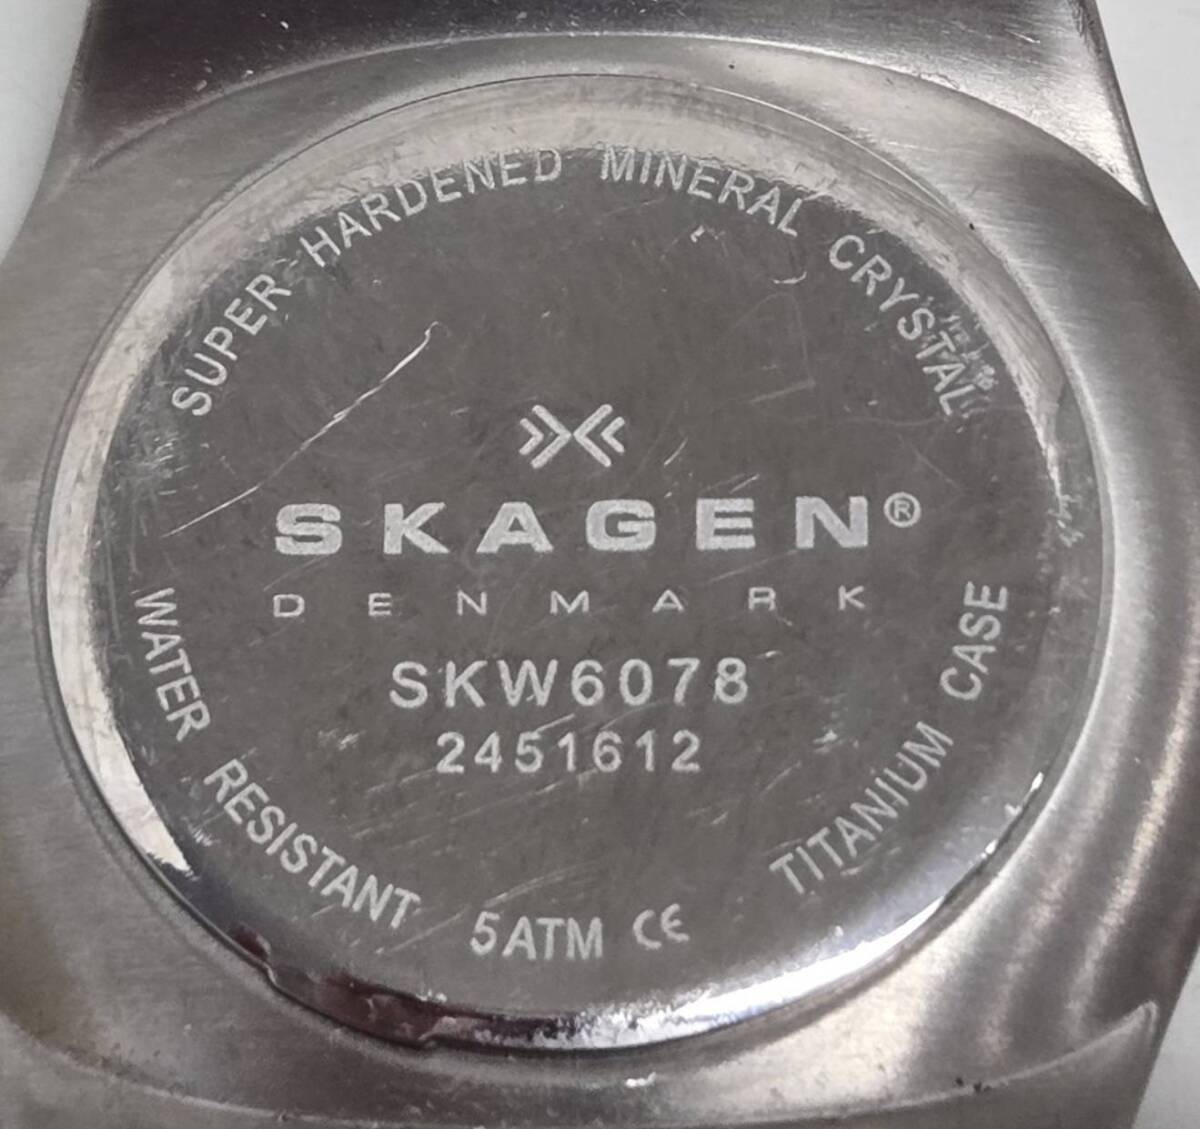 SUPER HARDENED MINERAL CRYSTAL
SKAGEN®
DENMARK
SKW6078
2451612
WATER RESISTANT 5ATM CE TITANIUM CASE